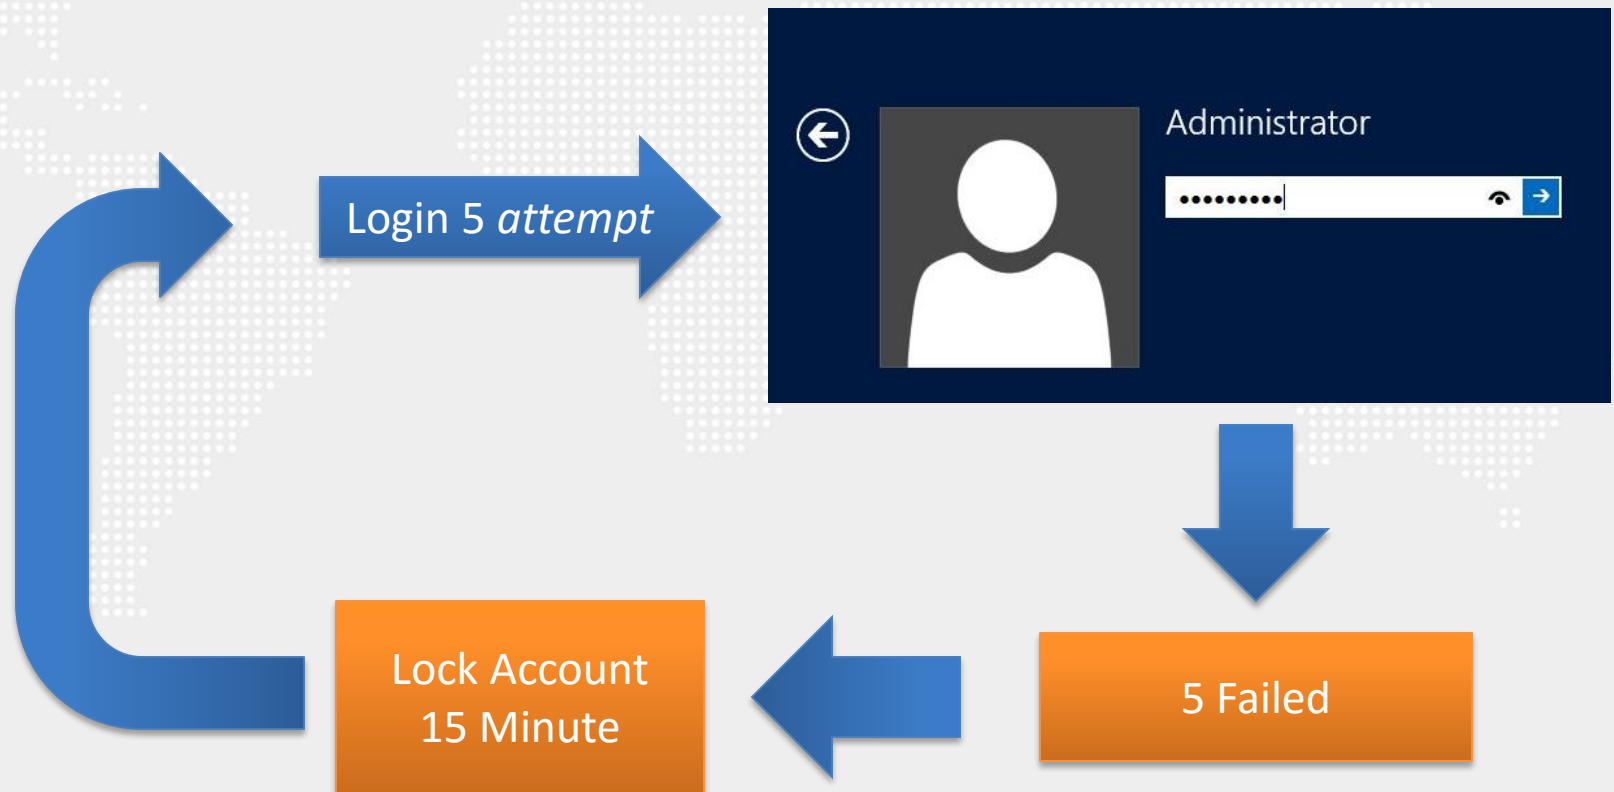 Administrator
Login 5 attempt
5 Failed
Lock Account
15 Minute